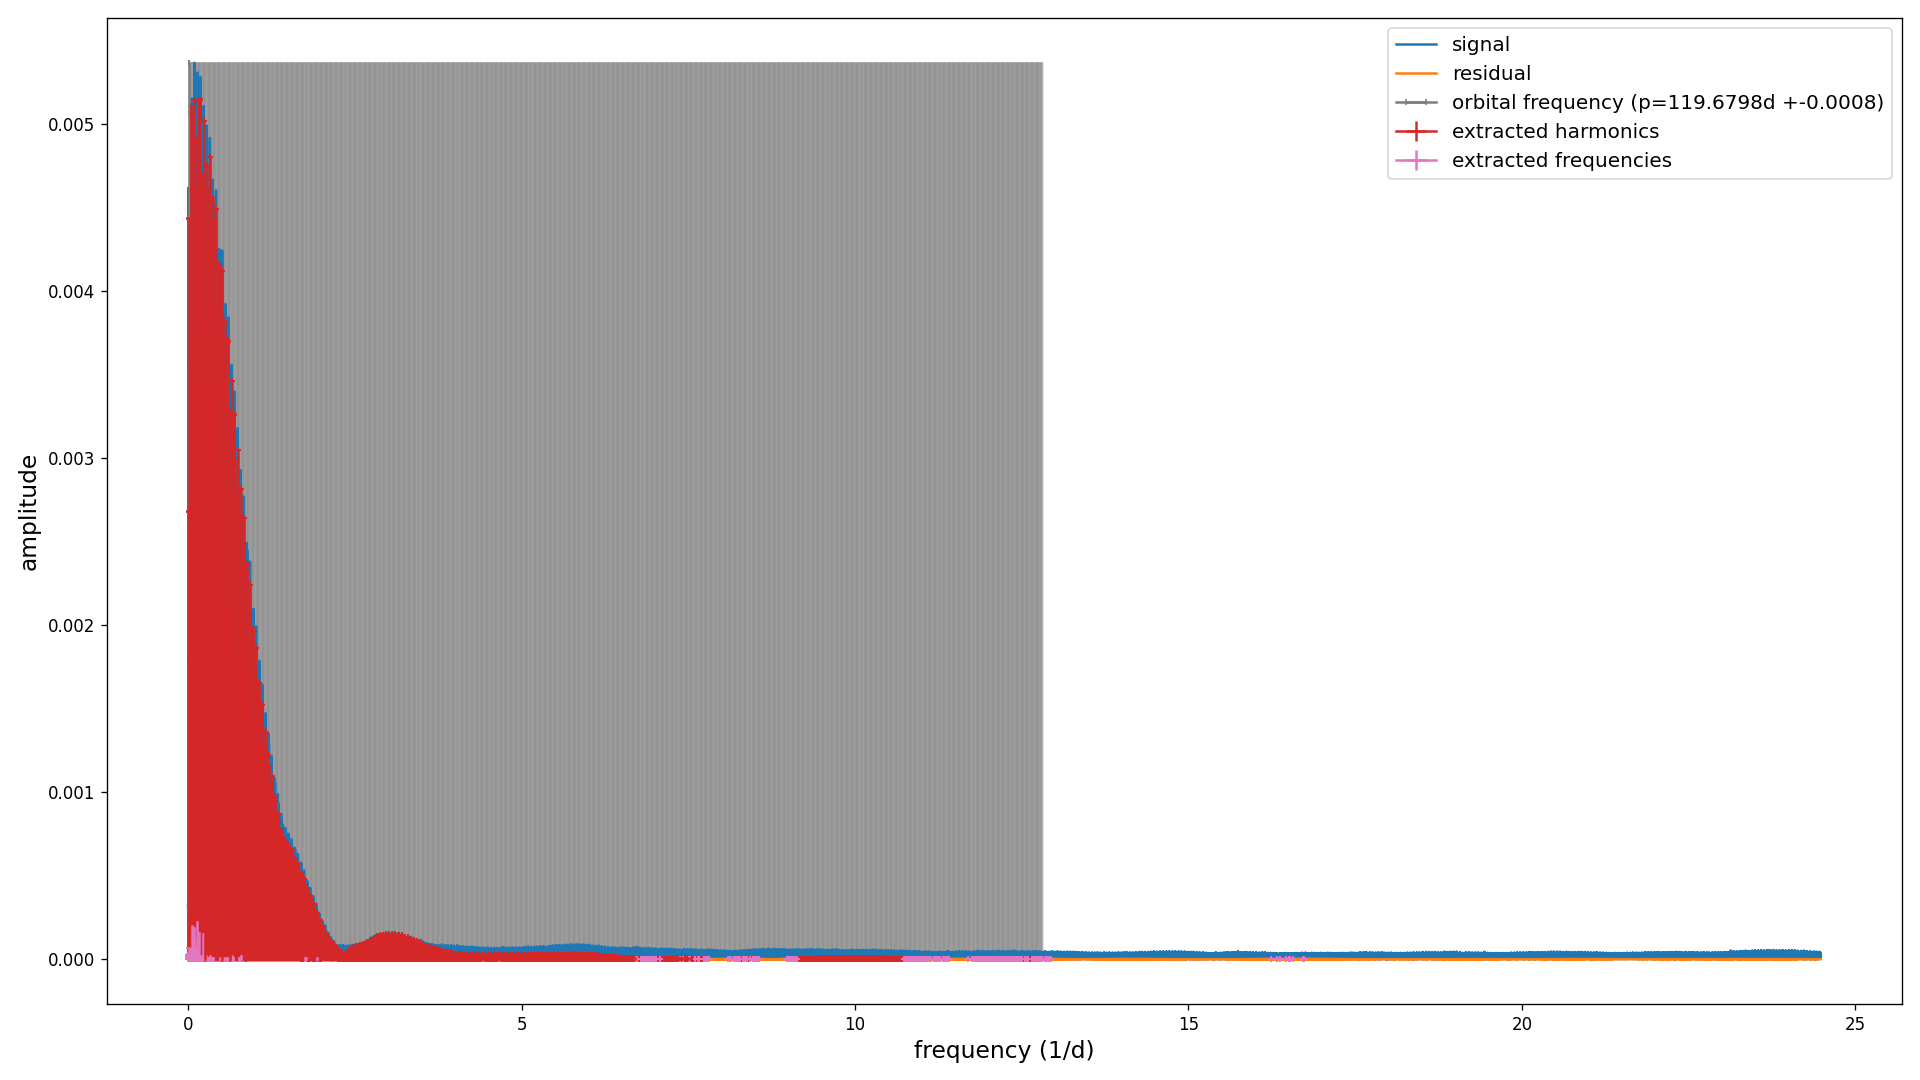 signal
residual
orbital frequency (p=119.6798d +-0.0008)
extracted harmonics
extracted frequencies
0.005
0.004
0.003
0.002
0.001
0.000
amplitude
0 5 10 15 20 25
frequency (1/d)